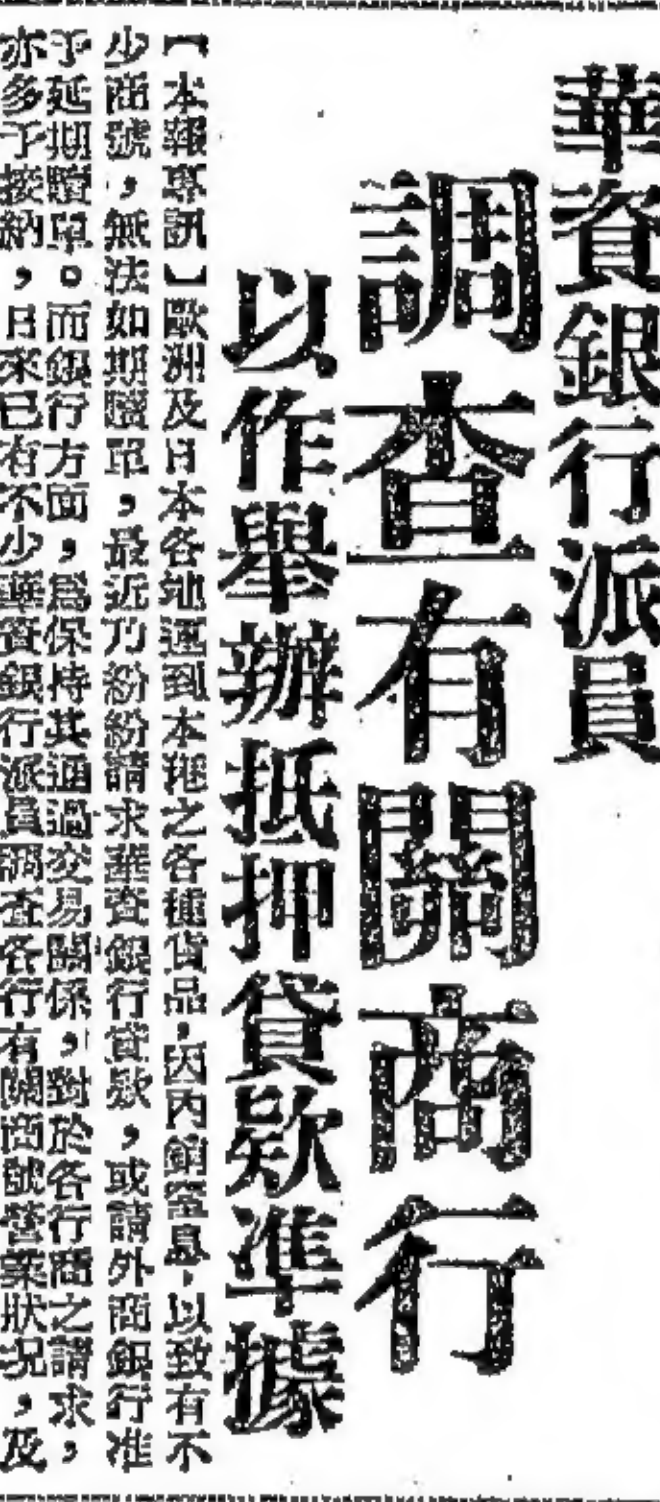 華資銀行派員
調查有關商行
以作舉辦抵押貸欵準據
【本報專訊】歐洲及日本各地運到本港之各種貨品，因內銷窒息，以致有不
少商號，無法如期贖單，最近乃紛紛請求華資銀行貸欵，或請外商銀行准
予延期贖單。而銀行方面，爲保持其通過交易關係，對於各行商之請求，
亦多予接納，日來已有不少華資銀行派員調查各行有關商號營業狀况，及